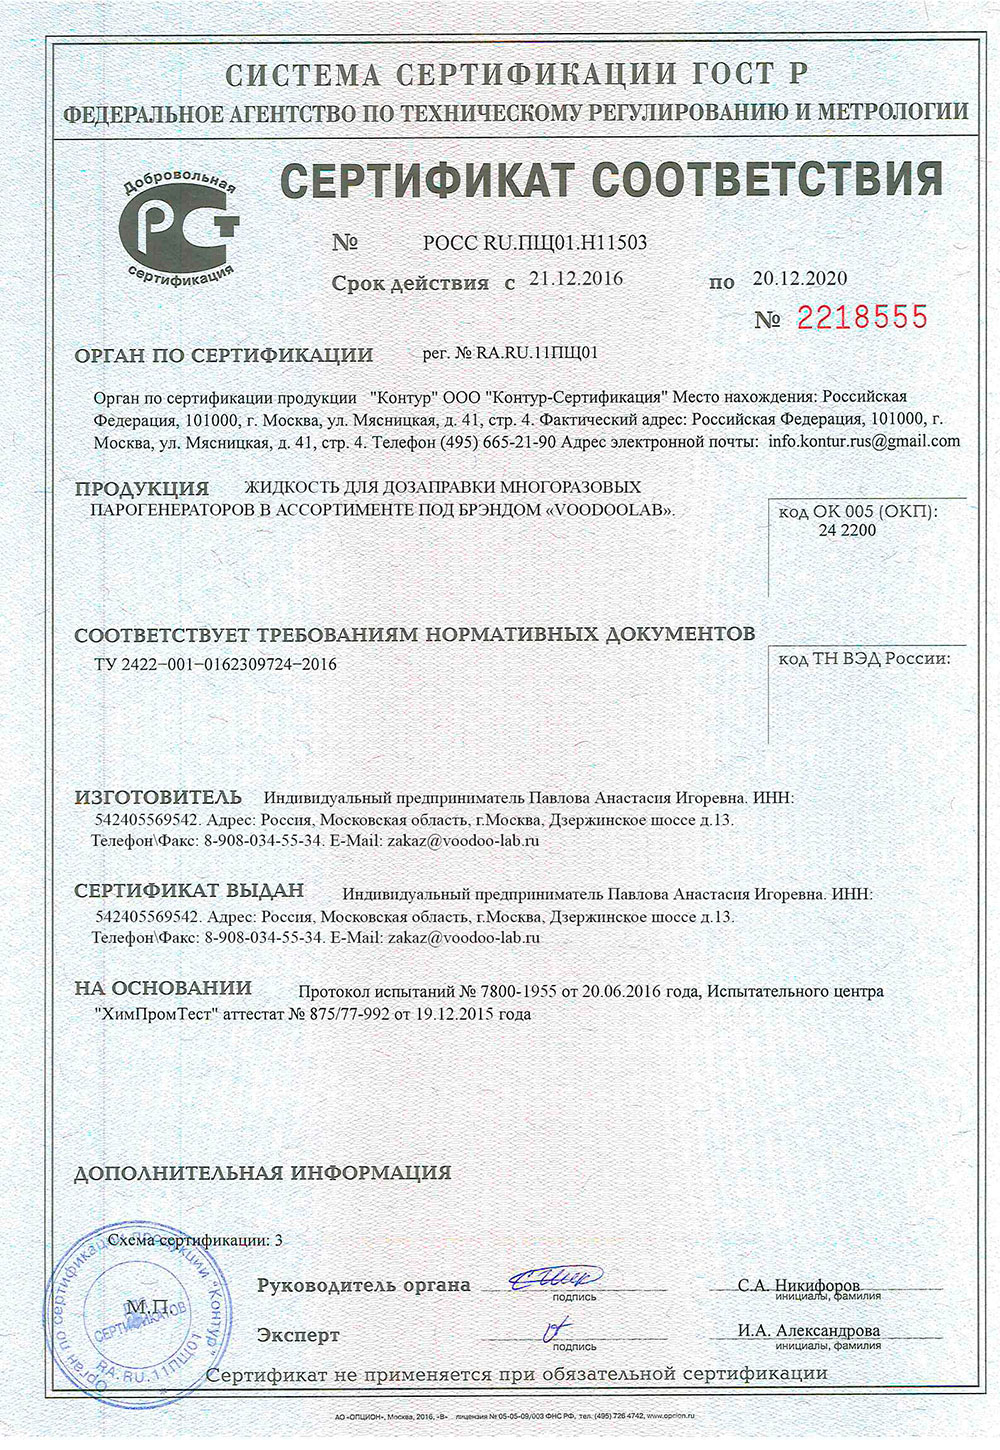 СИСТЕМА СЕРТИФИКАЦИИ ГОСТ Р
ФЕДЕРАЛЬНОЕ АГЕНТСТВО ПО ТЕХНИЧЕСКОМУ РЕГУЛИРОВАНИЮ И МЕТРОЛОГИИ
Добровольная
РСТ
сертификация
СЕРТИФИКАТ СООТВЕТСТВИЯ
№ РОСС RU.ПЩ01.Н11503
Срок действия с 21.12.2016 по 20.12.2020
№ 2218555
ОРГАН ПО СЕРТИФИКАЦИИ рег. № RA.RU.11ПЩ01
Орган по сертификации продукции "Контур" ООО "Контур-Сертификация" Место нахождения: Российская
Федерация, 101000, г. Москва, ул. Мясницкая, д. 41, стр. 4. Фактический адрес: Российская Федерация, 101000, г.
Москва, ул. Мясницкая, д. 41, стр. 4. Телефон (495) 665-21-90 Адрес электронной почты: info.kontur.rus@gmail.com
ПРОДУКЦИЯ ЖИДКОСТЬ ДЛЯ ДОЗАПРАВКИ МНОГОРАЗОВЫХ
ПАРОГЕНЕРАТОРОВ В АССОРТИМЕНТЕ ПОД БРЭНДОМ «VOODOOLAB».
код ОК 005 (ОКП):
24 2200
СООТВЕТСТВУЕТ ТРЕБОВАНИЯМ НОРМАТИВНЫХ ДОКУМЕНТОВ
ТУ 2422–001–0162309724–2016
код ТН ВЭД России:
ИЗГОТОВИТЕЛЬ Индивидуальный предприниматель Павлова Анастасия Игоревна. ИНН:
542405569542. Адрес: Россия, Московская область, г.Москва, Дзержинское шоссе д.13.
Телефон\Факс: 8-908-034-55-34. E-Mail: zakaz@voodoo-lab.ru
СЕРТИФИКАТ ВЫДАН Индивидуальный предприниматель Павлова Анастасия Игоревна. ИНН:
542405569542. Адрес: Россия, Московская область, г.Москва, Дзержинское шоссе д.13.
Телефон\Факс: 8-908-034-55-34. E-Mail: zakaz@voodoo-lab.ru
НА ОСНОВАНИИ Протокол испытаний № 7800-1955 от 20.06.2016 года, Испытательного центра
"ХимПромТест" аттестат № 875/77-992 от 19.12.2015 года
ДОПОЛНИТЕЛЬНАЯ ИНФОРМАЦИЯ
Схема сертификации: 3
Орган по сертификации продукции "Контур"
RA.RU.11ПЩ01
ДЛЯ СЕРТИФИКАТОВ
М.П.
Руководитель органа
подпись
С.А. Никифоров
инициалы, фамилия
Эксперт
подпись
И.А. Александрова
инициалы, фамилия
Сертификат не применяется при обязательной сертификации
АО «ОПЦИОН», Москва, 2016, «В» лицензия № 05-05-09/003 ФНС РФ, тел. (495) 726 4742, www.opcion.ru